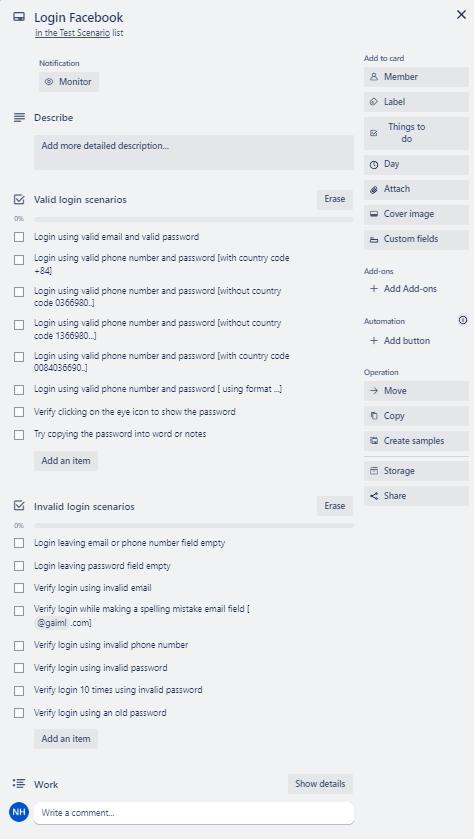 Login Facebook
in the Test Scenario list
Notification
Monitor
Describe
Add more detailed description...
Valid login scenarios
Erase
0%
Login using valid email and valid password
Login using valid phone number and password [with country code
+84]
Login using valid phone number and password [without country
code 0366980..]
Login using valid phone number and password [without country
code 1366980...]
Login using valid phone number and password [with country code
0084036690..]
Login using valid phone number and password [ using format ...]
Verify clicking on the eye icon to show the password
Try copying the password into word or notes
Add an item
Invalid login scenarios
Erase
0%
Login leaving email or phone number field empty
Login leaving password field empty
Verify login using invalid email
Verify login while making a spelling mistake email field [
@gaiml .com]
Verify login using invalid phone number
Verify login using invalid password
Verify login 10 times using invalid password
Verify login using an old password
Add an item
Work
Show details
NH
Write a comment...
Add to card
Member
Label
Things to
do
Day
Attach
Cover image
Custom fields
Add-ons
+ Add Add-ons
Automation
+ Add button
Operation
Move
Copy
Create samples
Storage
Share